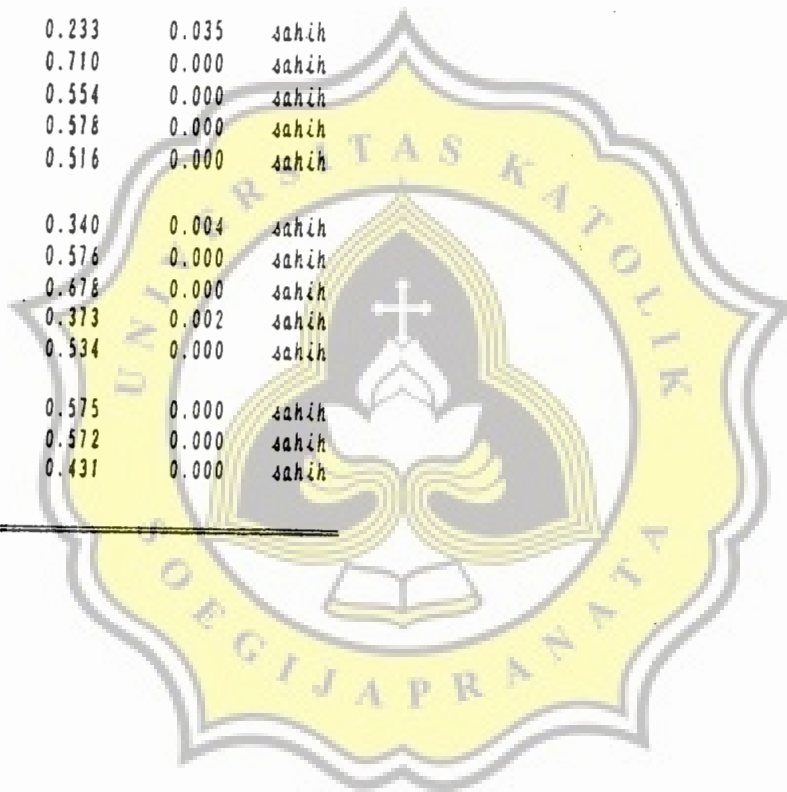 0.233 0.035 sahih
0.710 0.000 sahih
0.554 0.000 sahih
0.578 0.000 sahih
0.516 0.000 sahih
0.340 0.004 sahih
0.576 0.000 sahih
0.678 0.000 sahih
0.373 0.002 sahih
0.534 0.000 sahih
0.575 0.000 sahih
0.572 0.000 sahih
0.431 0.000 sahih
UNIVERSITAS KATOLIK
SOEGIJAPRANATA